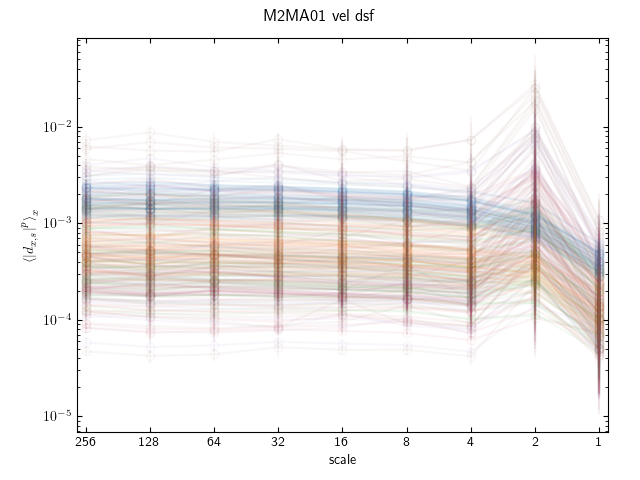 M2MA01 vel dsf
⟨|d_{x,s}|^p⟩_x
10^{-2}
10^{-3}
10^{-4}
10^{-5}
256 128 64 32 16 8 4 2 1
scale